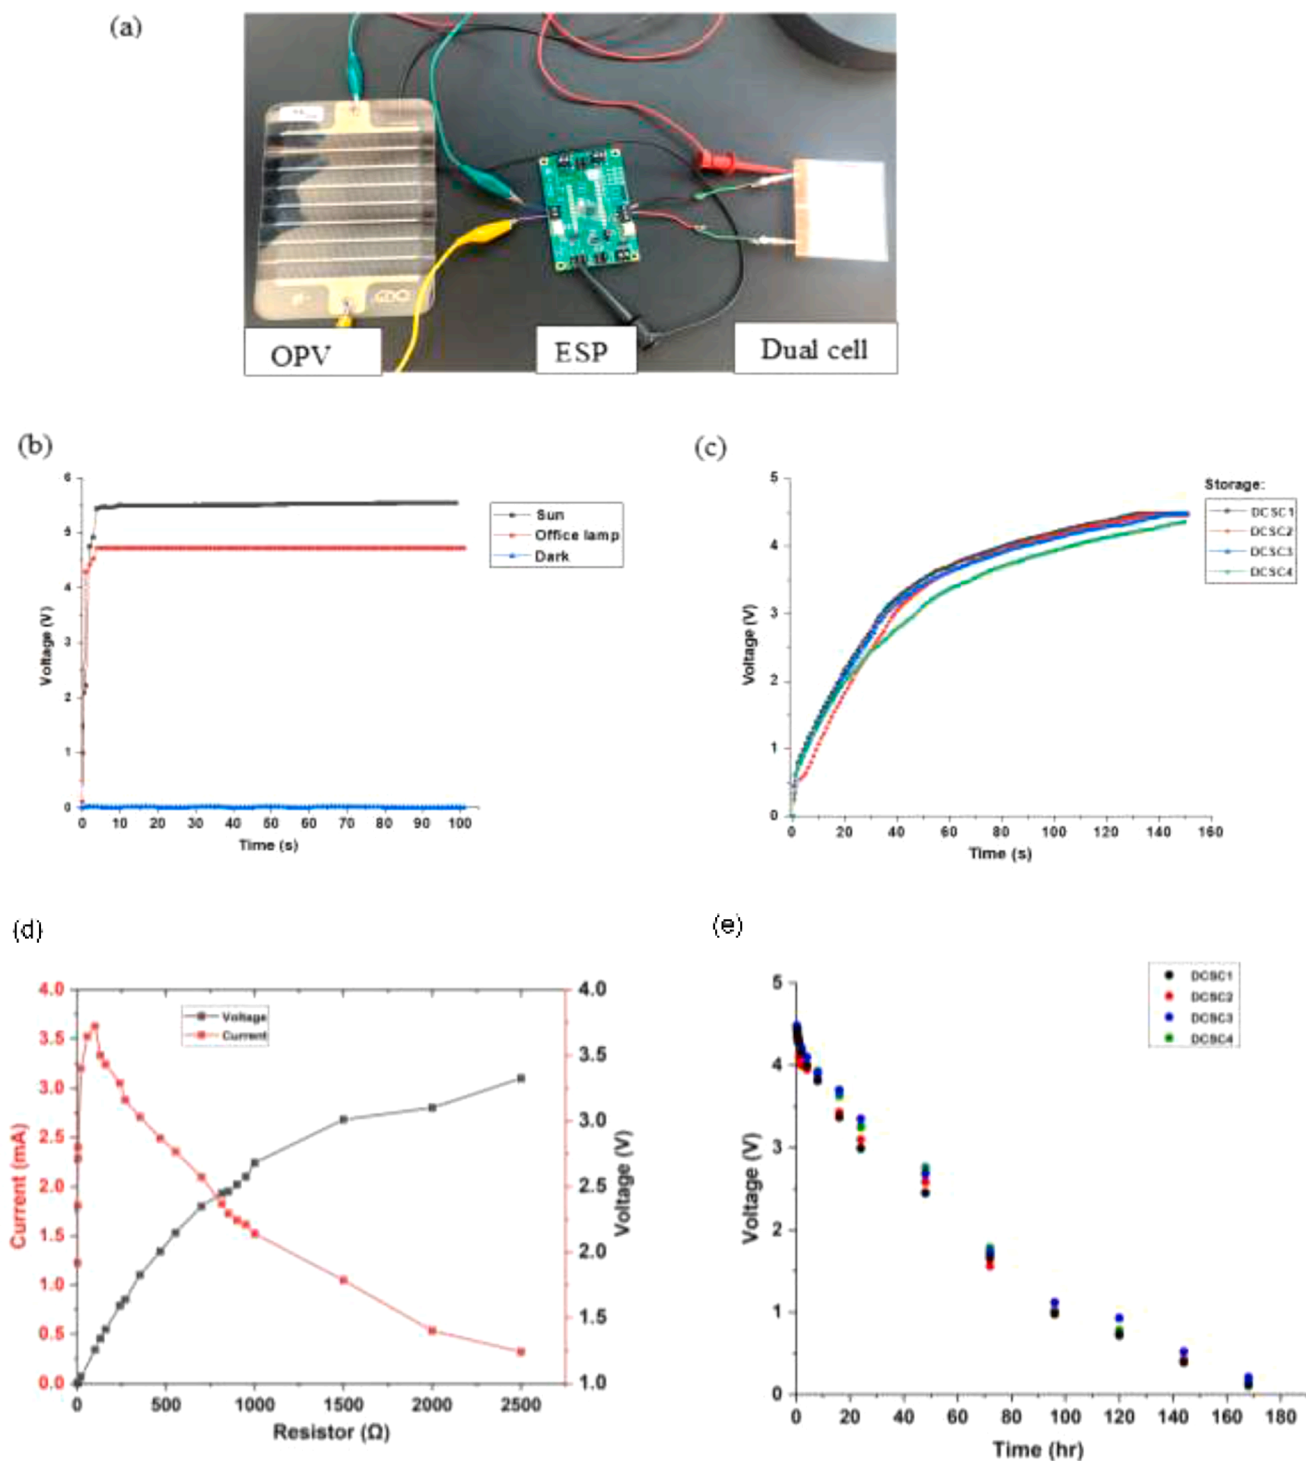 (a)
OPV
ESP
Dual cell
(b)
6
5
4
3
2
1
0
Voltage (V)
0 10 20 30 40 50 60 70 80 90 100
Time (s)
Sun
Office lamp
Dark
(c)
5
4
3
2
1
0
Voltage (V)
0 20 40 60 80 100 120 140 160
Time (s)
Storage:
DCSC1
DCSC2
DCSC3
DCSC4
(d)
4.0
3.5
3.0
2.5
2.0
1.5
1.0
0.5
0.0
Current (mA)
Voltage
Current
4.0
3.5
3.0
2.5
2.0
1.5
1.0
Voltage (V)
0 500 1000 1500 2000 2500
Resistor (Ω)
(e)
DCSC1
DCSC2
DCSC3
DCSC4
5
4
3
2
1
0
Voltage (V)
0 20 40 60 80 100 120 140 160 180
Time (hr)